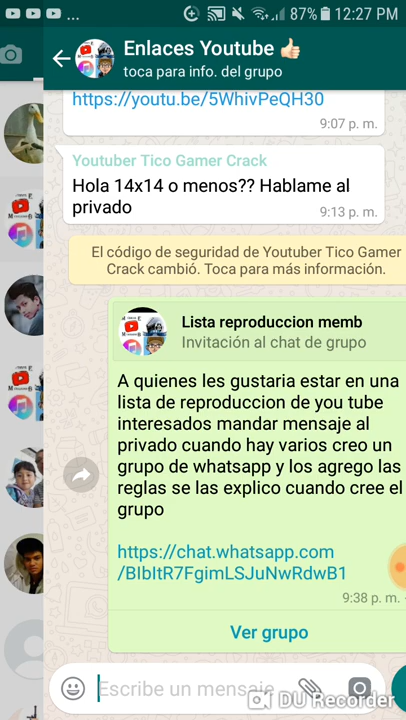 ... 87% 12:27 PM
Enlaces Youtube 👍
toca para info. del grupo
https://youtu.be/5WhivPeQH30
9:07 p. m.
Youtuber Tico Gamer Crack
Hola 14x14 o menos?? Hablame al
privado
9:13 p. m.
El código de seguridad de Youtuber Tico Gamer
Crack cambió. Toca para más información.
Lista reproduccion memb
Invitación al chat de grupo
A quienes les gustaria estar en una
lista de reproduccion de you tube
interesados mandar mensaje al
privado cuando hay varios creo un
grupo de whatsapp y los agrego las
reglas se las explico cuando cree el
grupo
https://chat.whatsapp.com
/BIbltR7FgimLSJuNwRdwB1
9:38 p. m.
Ver grupo
Escribe un mensaje
DU Recorder